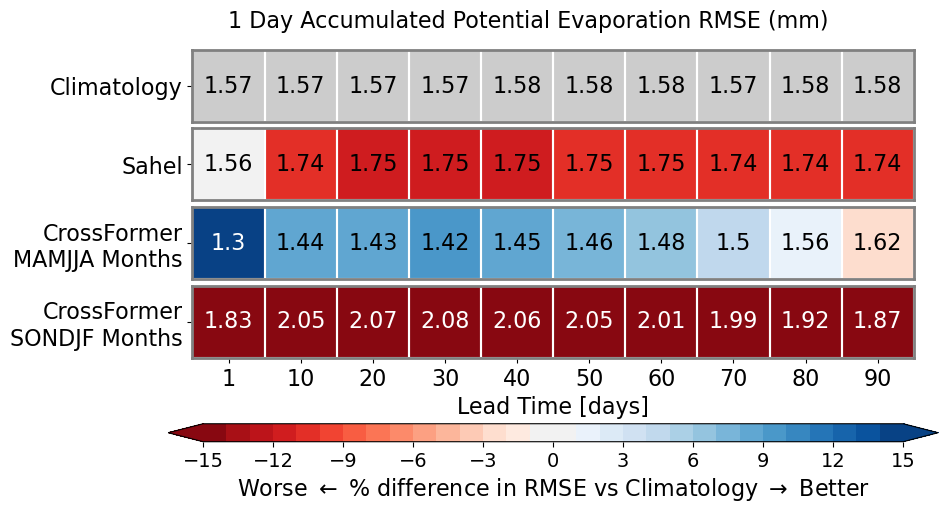 1 Day Accumulated Potential Evaporation RMSE (mm)
Climatology 1.57 1.57 1.57 1.57 1.58 1.58 1.58 1.57 1.58 1.58
Sahel 1.56 1.74 1.75 1.75 1.75 1.75 1.75 1.74 1.74 1.74
CrossFormer
MAMJJA Months 1.3 1.44 1.43 1.42 1.45 1.46 1.48 1.5 1.56 1.62
CrossFormer
SONDJF Months 1.83 2.05 2.07 2.08 2.06 2.05 2.01 1.99 1.92 1.87
1 10 20 30 40 50 60 70 80 90
Lead Time [days]
−15 −12 −9 −6 −3 0 3 6 9 12 15
Worse ← % difference in RMSE vs Climatology → Better